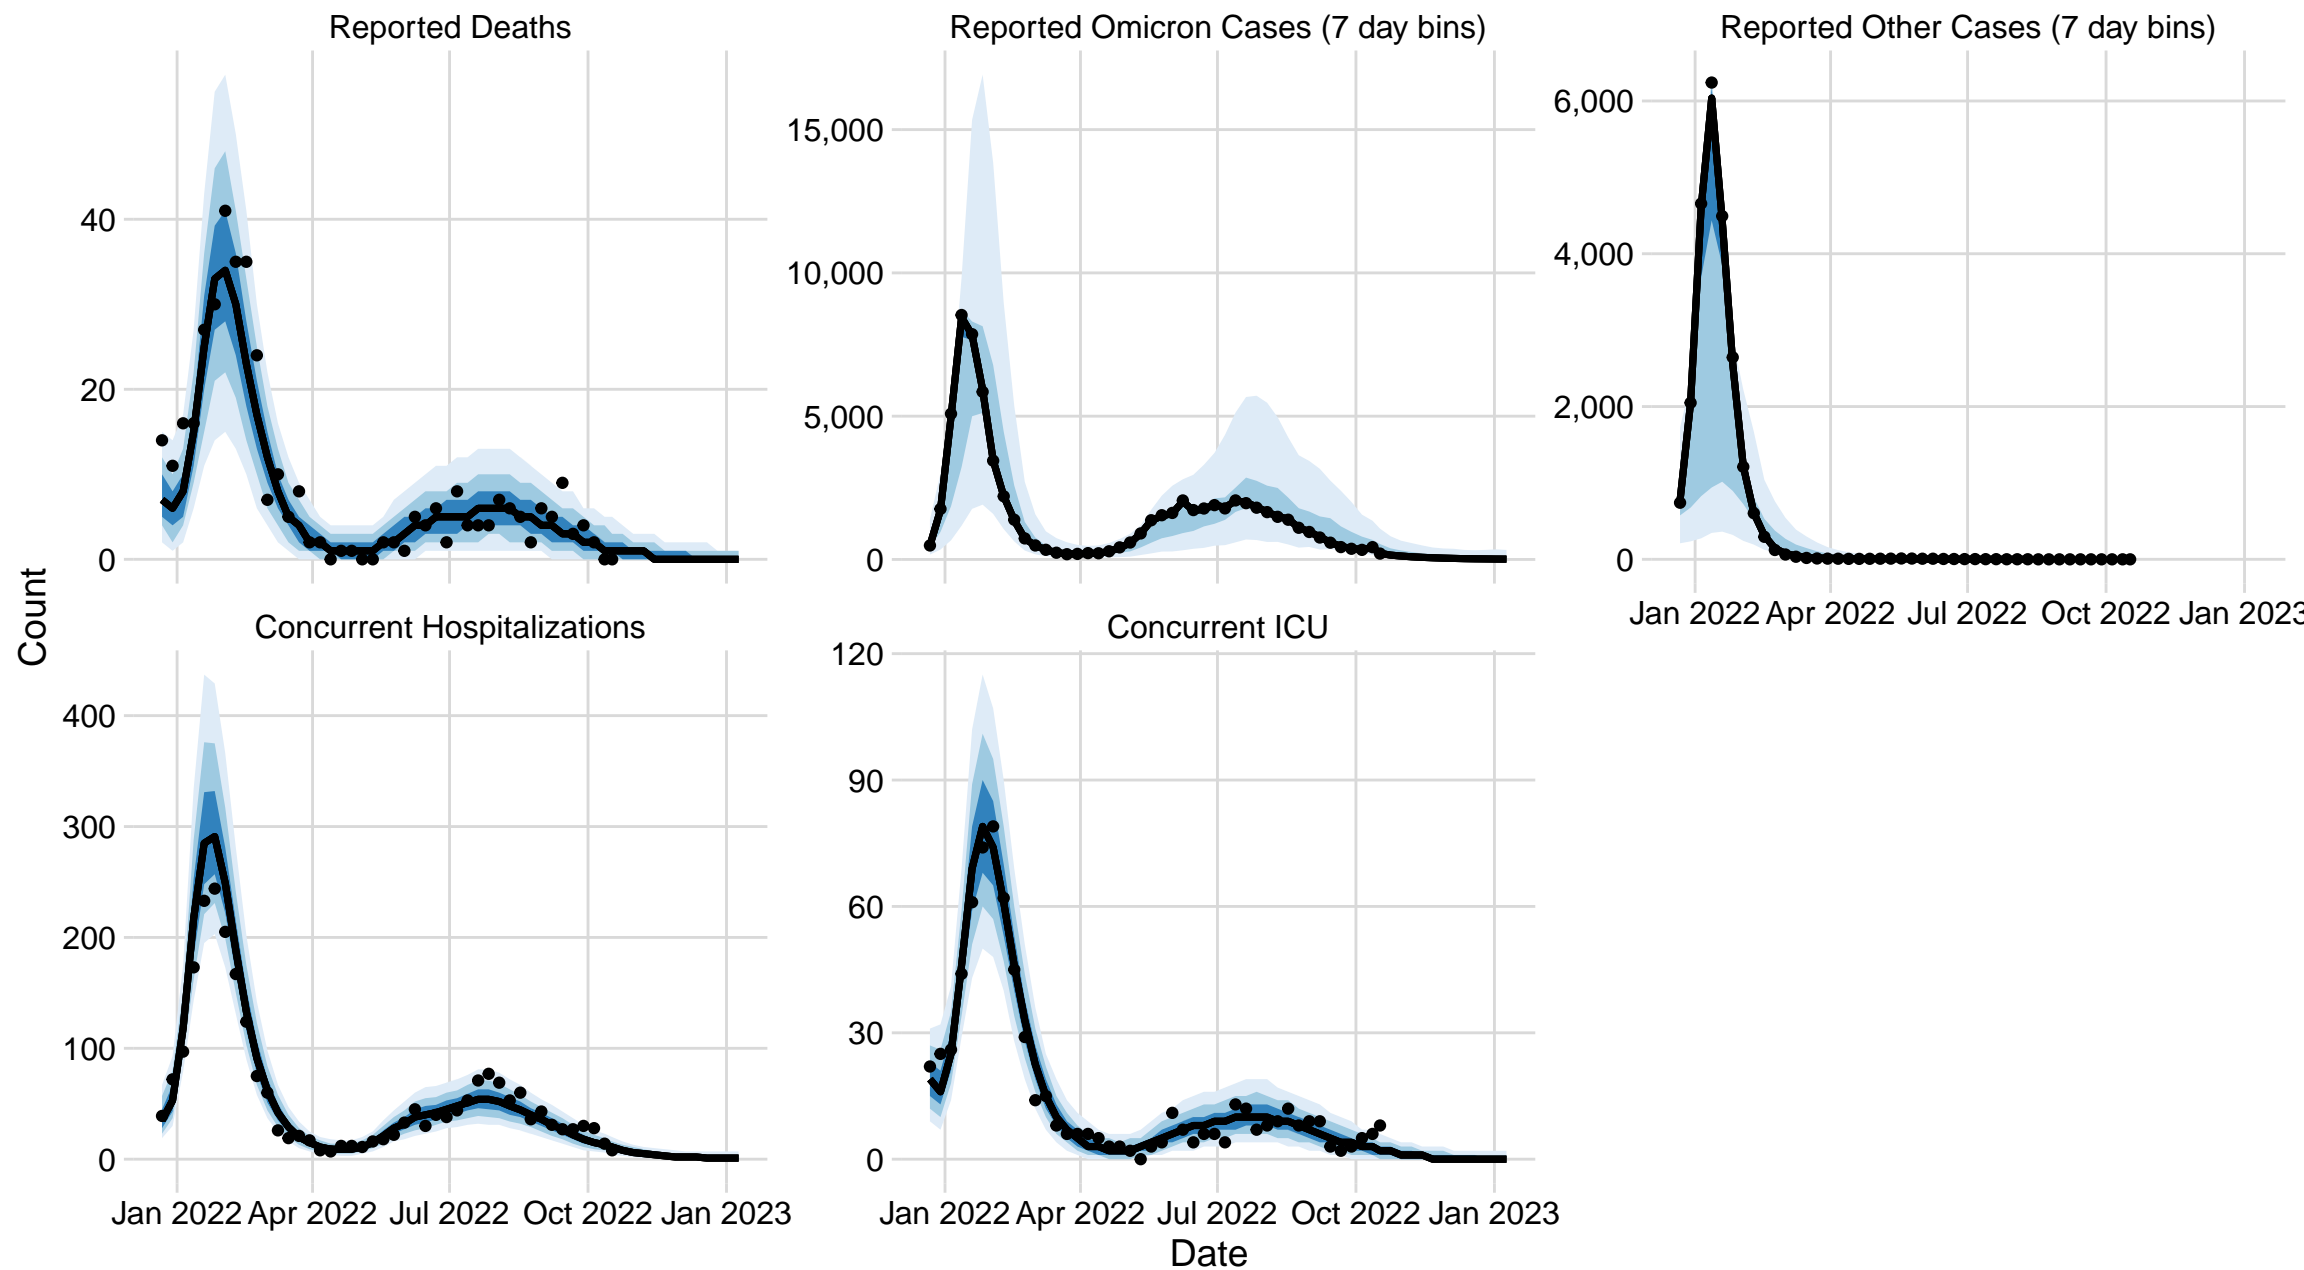 Reported Deaths
Reported Omicron Cases (7 day bins)
Reported Other Cases (7 day bins)
40
20
0
15,000
10,000
5,000
0
6,000
4,000
2,000
0
Jan 2022 Apr 2022 Jul 2022 Oct 2022 Jan 2023
Count
Concurrent Hospitalizations
Concurrent ICU
400
300
200
100
0
120
90
60
30
0
Jan 2022 Apr 2022 Jul 2022 Oct 2022 Jan 2023
Jan 2022 Apr 2022 Jul 2022 Oct 2022 Jan 2023
Date